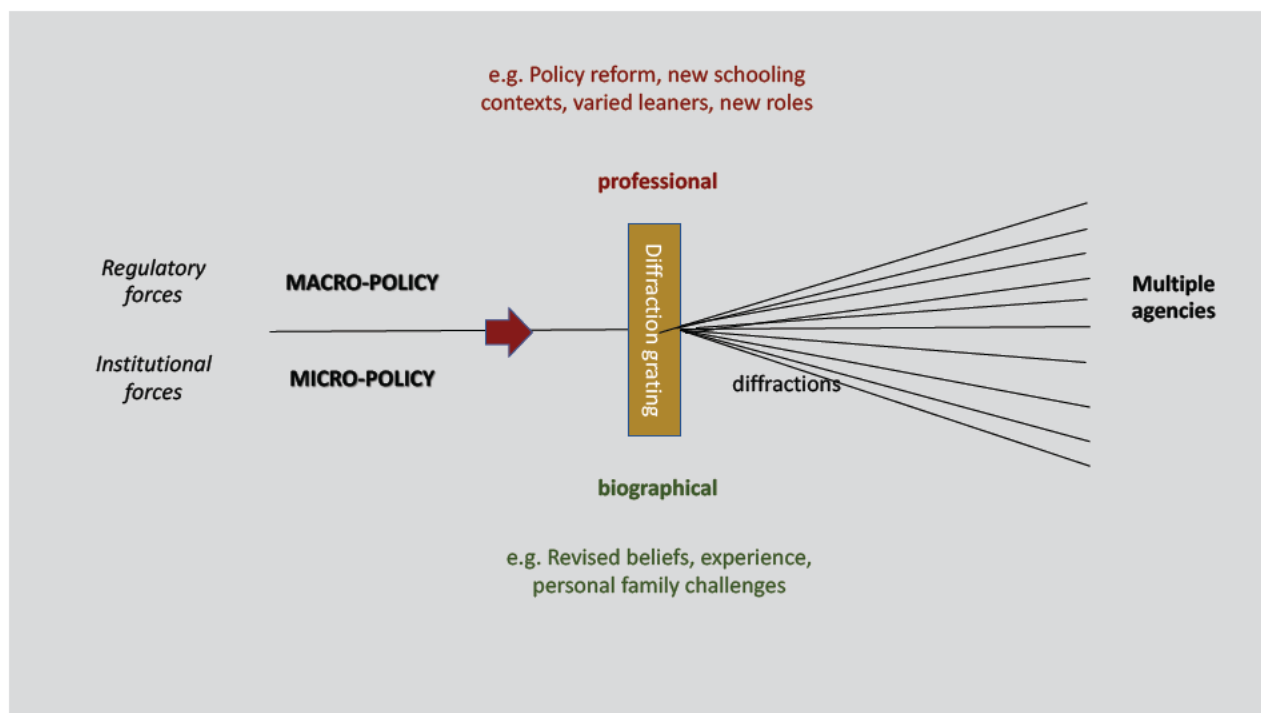 e.g. Policy reform, new schooling
contexts, varied leaners, new roles
professional
Regulatory
forces
MACRO-POLICY
Institutional
forces
MICRO-POLICY
Diffraction grating
diffractions
Multiple
agencies
biographical
e.g. Revised beliefs, experience,
personal family challenges